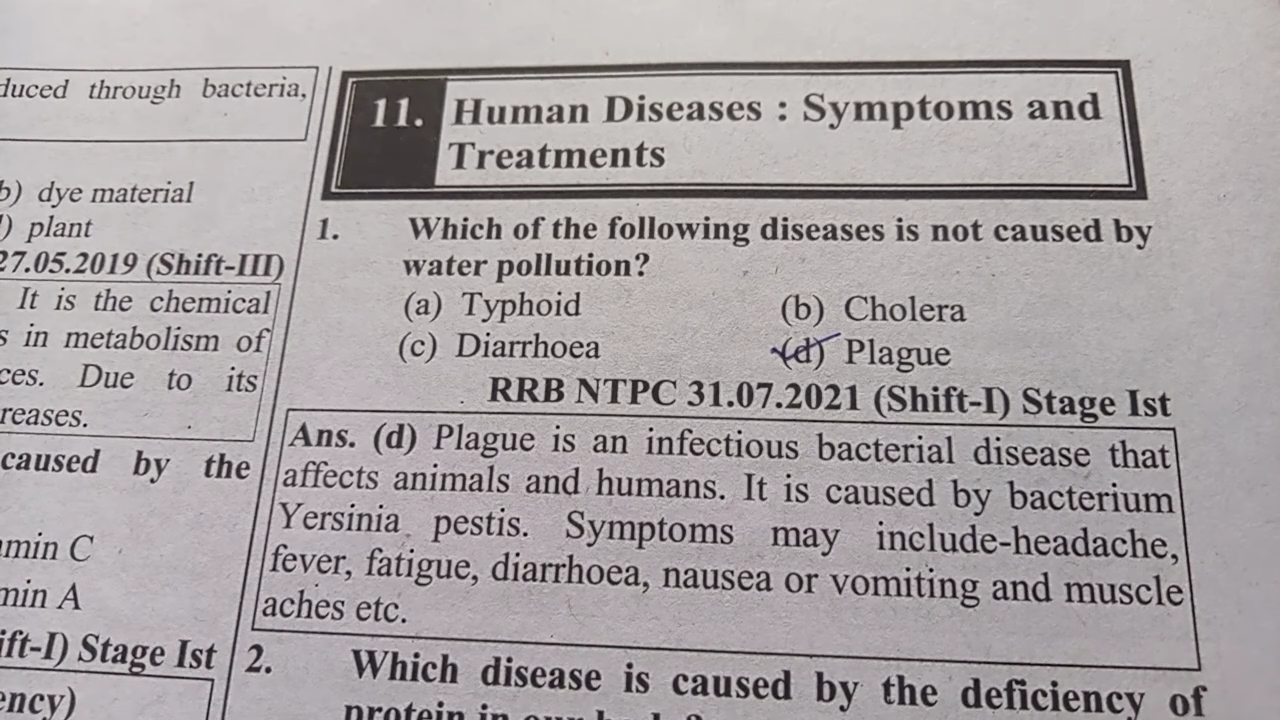 duced through bacteria,
b) dye material
) plant
27.05.2019 (Shift-III)
It is the chemical
s in metabolism of
ces. Due to its
reases.
caused by the
min C
min A
ift-I) Stage Ist
ency)
11. Human Diseases : Symptoms and
Treatments
1. Which of the following diseases is not caused by
water pollution?
(a) Typhoid (b) Cholera
(c) Diarrhoea (d) Plague
RRB NTPC 31.07.2021 (Shift-I) Stage Ist
Ans. (d) Plague is an infectious bacterial disease that
affects animals and humans. It is caused by bacterium
Yersinia pestis. Symptoms may include-headache,
fever, fatigue, diarrhoea, nausea or vomiting and muscle
aches etc.
2. Which disease is caused by the deficiency of
protein in our body?